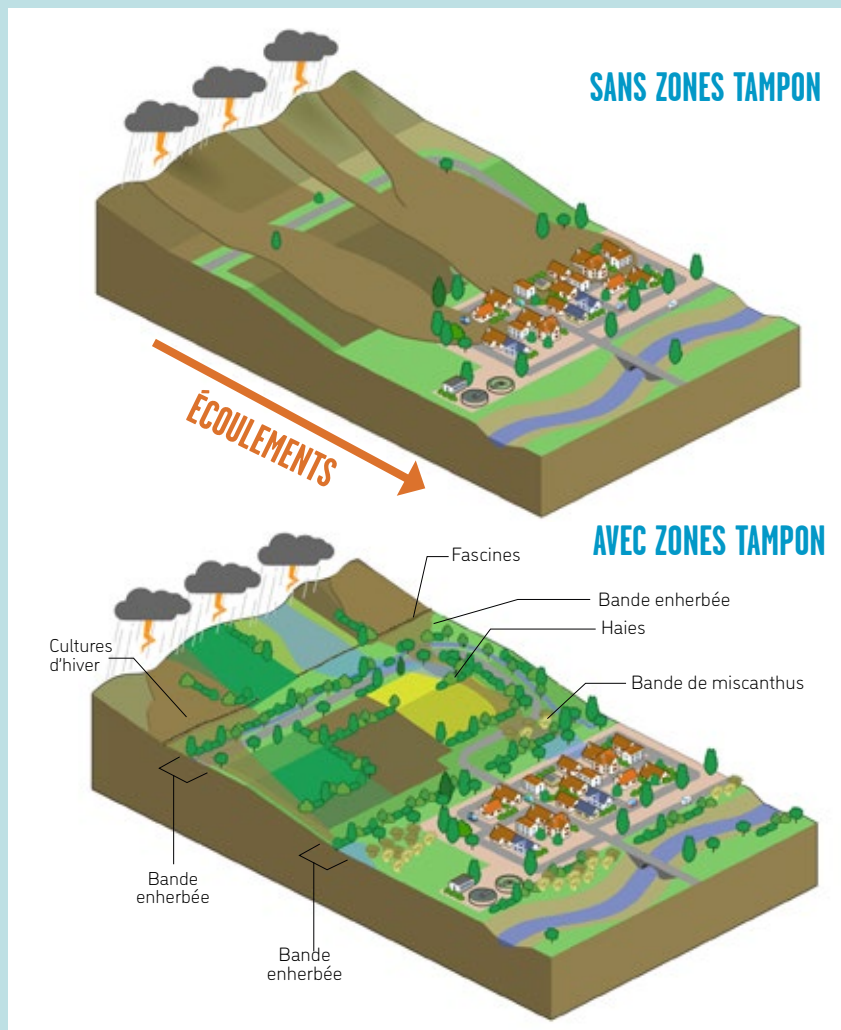 SANS ZONES TAMPON
ÉCOULEMENTS
AVEC ZONES TAMPON
Fascines
Bande enherbée
Haies
Cultures
d'hiver
Bande de miscanthus
Bande
enherbée
Bande
enherbée